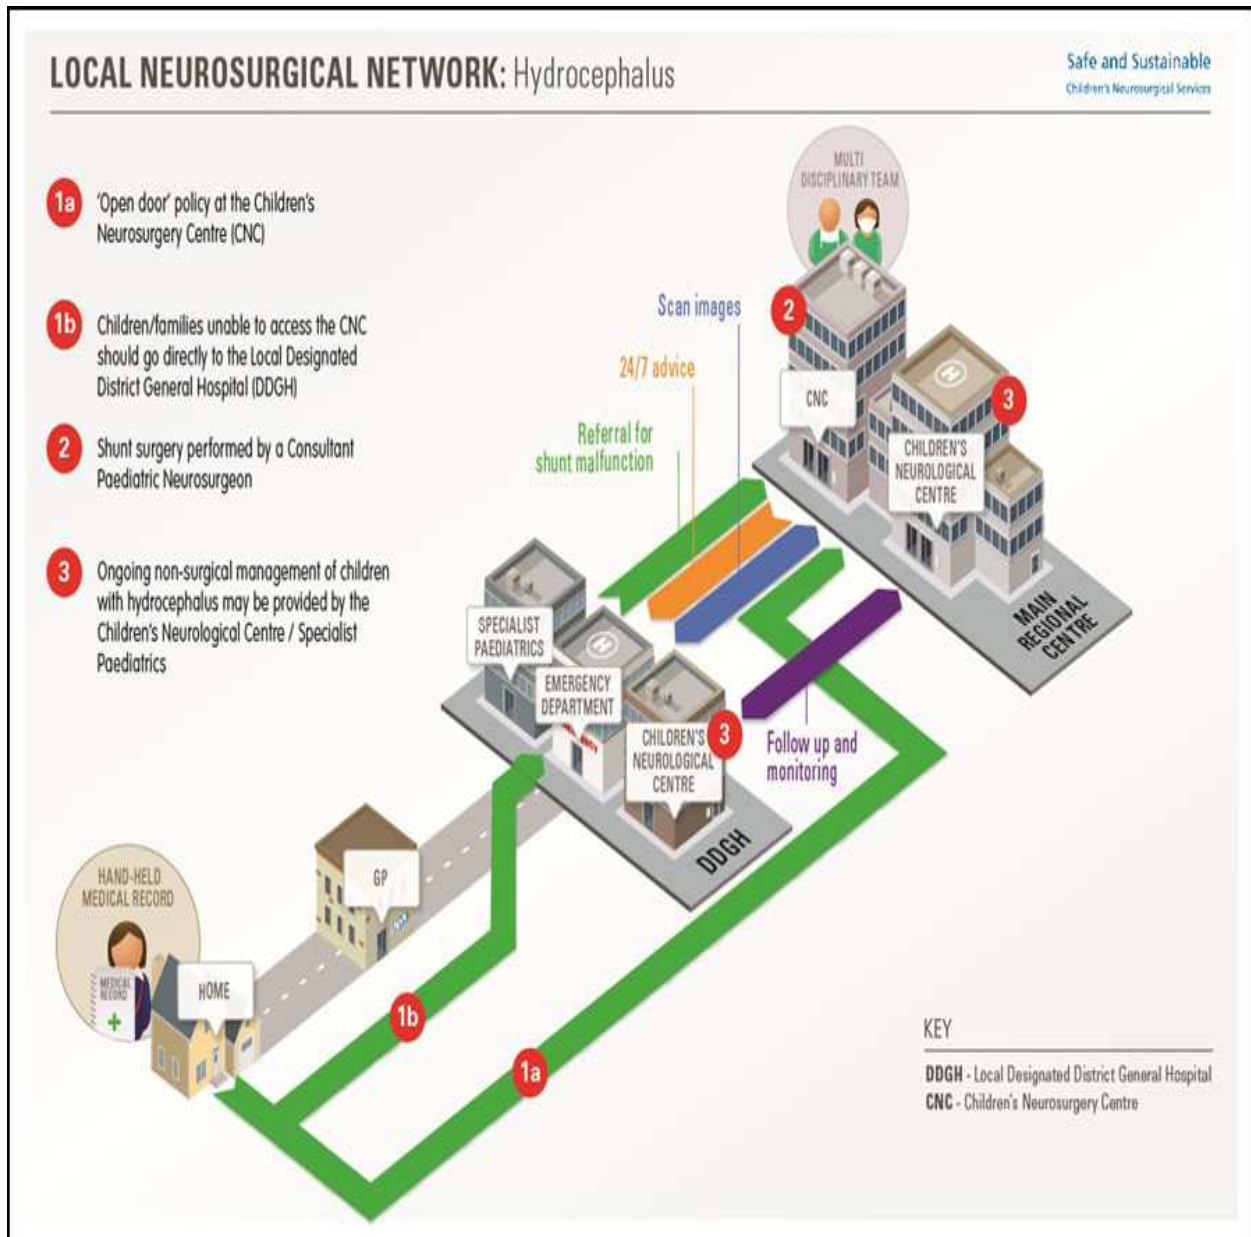 LOCAL NEUROSURGICAL NETWORK: Hydrocephalus
Safe and Sustainable
Children's Neurosurgical Services
1a
'Open door' policy at the Children's
Neurosurgery Centre (CNC)
1b
Children/families unable to access the CNC
should go directly to the Local Designated
District General Hospital (DDGH)
2
Shunt surgery performed by a Consultant
Paediatric Neurosurgeon
3
Ongoing non-surgical management of children
with hydrocephalus may be provided by the
Children's Neurological Centre / Specialist
Paediatrics
MULTI
DISCIPLINARY TEAM
2
CNC
H
3
CHILDREN'S
NEUROLOGICAL
CENTRE
MAIN
REGIONAL
CENTRE
Scan images
24/7 advice
Referral for
shunt malfunction
SPECIALIST
PAEDIATRICS
H
EMERGENCY
DEPARTMENT
CHILDREN'S
NEUROLOGICAL
CENTRE
3
DDGH
Follow up and
monitoring
GP
HAND-HELD
MEDICAL RECORD
MEDICAL
RECORD
HOME
1b
1a
KEY
DDGH - Local Designated District General Hospital
CNC - Children's Neurosurgery Centre